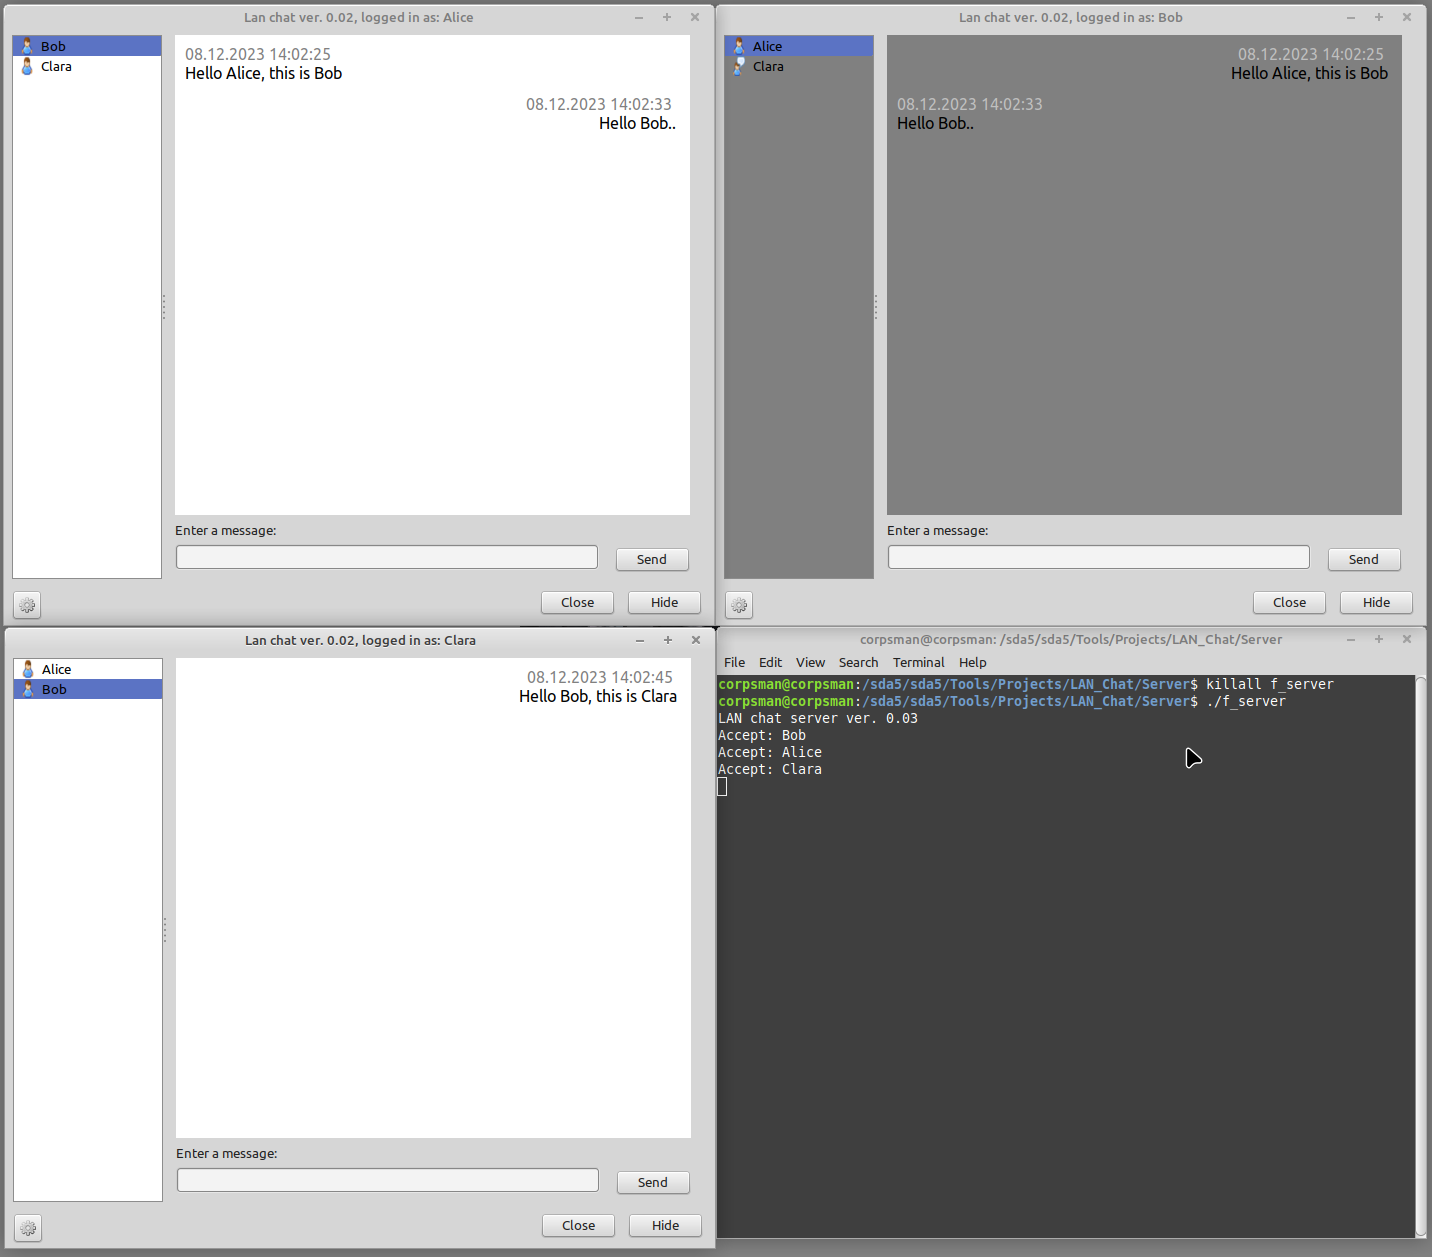 Lan chat ver. 0.02, logged in as: Alice
Bob
Clara
08.12.2023 14:02:25
Hello Alice, this is Bob
08.12.2023 14:02:33
Hello Bob..
Enter a message:
Send
Close
Hide
Lan chat ver. 0.02, logged in as: Bob
Alice
Clara
08.12.2023 14:02:25
Hello Alice, this is Bob
08.12.2023 14:02:33
Hello Bob..
Enter a message:
Send
Close
Hide
Lan chat ver. 0.02, logged in as: Clara
Alice
Bob
08.12.2023 14:02:45
Hello Bob, this is Clara
Enter a message:
Send
Close
Hide
corpsman@corpsman: /sda5/sda5/Tools/Projects/LAN_Chat/Server
File Edit View Search Terminal Help
corpsman@corpsman:/sda5/sda5/Tools/Projects/LAN_Chat/Server$ killall f_server
corpsman@corpsman:/sda5/sda5/Tools/Projects/LAN_Chat/Server$ ./f_server
LAN chat server ver. 0.03
Accept: Bob
Accept: Alice
Accept: Clara